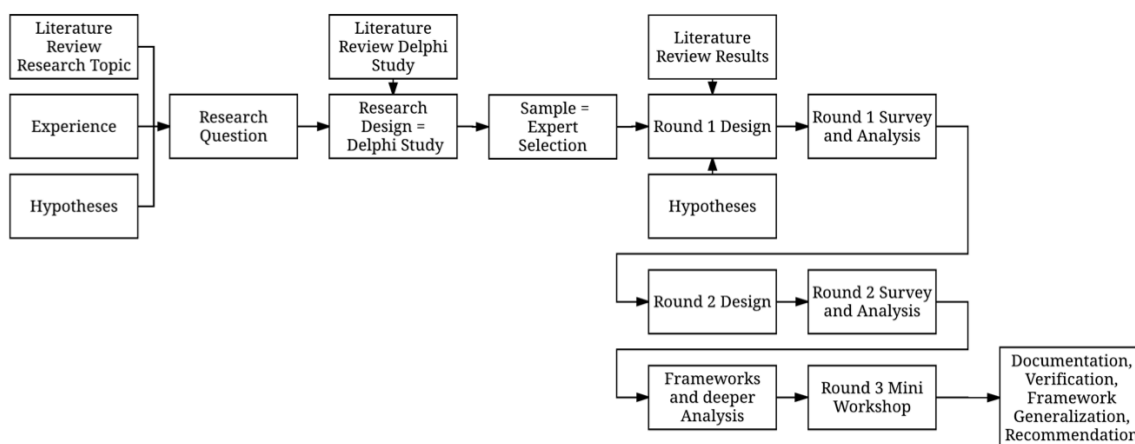 Literature
Review
Research Topic
Experience
Hypotheses
Research
Question
Literature
Review Delphi
Study
Research
Design =
Delphi Study
Sample =
Expert
Selection
Literature
Review Results
Round 1 Design
Hypotheses
Round 1 Survey
and Analysis
Round 2 Design
Round 2 Survey
and Analysis
Frameworks
and deeper
Analysis
Round 3 Mini
Workshop
Documentation,
Verification,
Framework
Generalization,
Recommendation